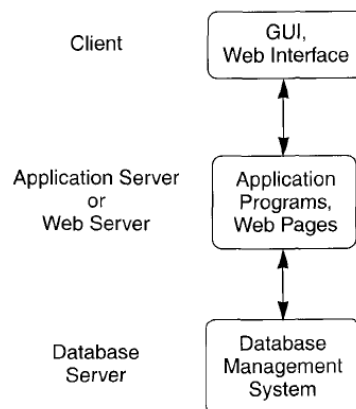 Client
GUI,
Web Interface
Application Server
or
Web Server
Application
Programs,
Web Pages
Database
Server
Database
Management
System